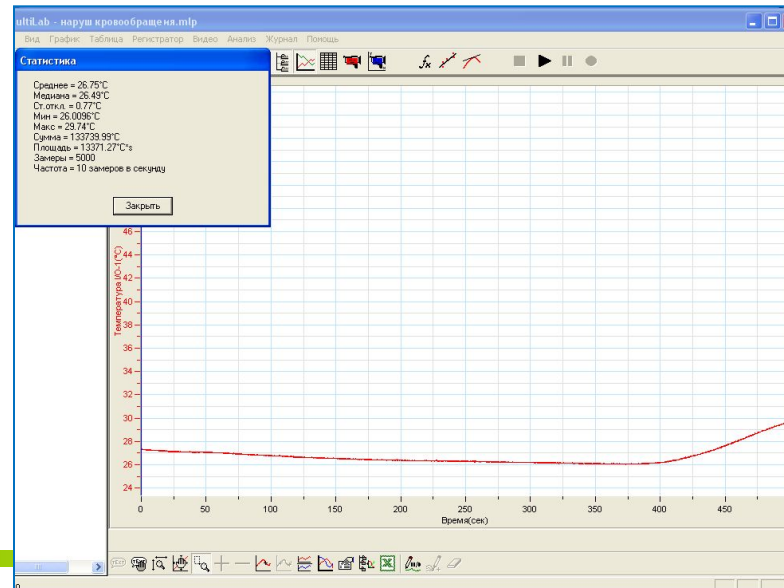 ultiLab - наруш кровообращеня.mlp
Вид График Таблица Регистратор Видео Анализ Журнал Помощь
Статистика
Среднее = 26.75°C
Медиана = 26.49°C
Ст.откл. = 0.77°C
Мин = 26.0096°C
Макс = 29.74°C
Сумма = 133739.99°C
Площадь = 13371.27°C*s
Замеры = 5000
Частота = 10 замеров в секунду
Закрыть
Температура I/O-1(°C)
46
44
42
40
38
36
34
32
30
28
26
24
0 50 100 150 200 250 300 350 400 450
Время(сек)